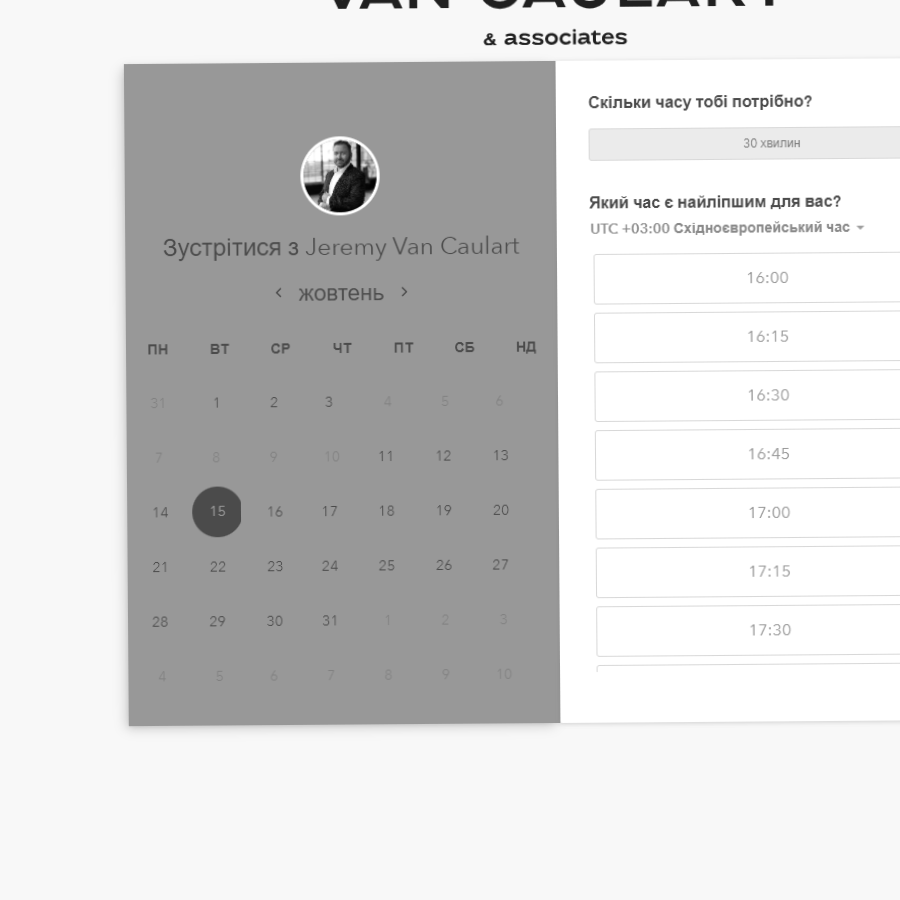 VAN CAULART
& associates
Зустрітися з Jeremy Van Caulart
жовтень
ПН ВТ СР ЧТ ПТ СБ НД
31 1 2 3 4 5 6
7 8 9 10 11 12 13
14 15 16 17 18 19 20
21 22 23 24 25 26 27
28 29 30 31 1 2 3
4 5 6 7 8 9 10
Скільки часу тобі потрібно?
30 хвилин
Який час є найліпшим для вас?
UTC +03:00 Східноєвропейський час
16:00
16:15
16:30
16:45
17:00
17:15
17:30